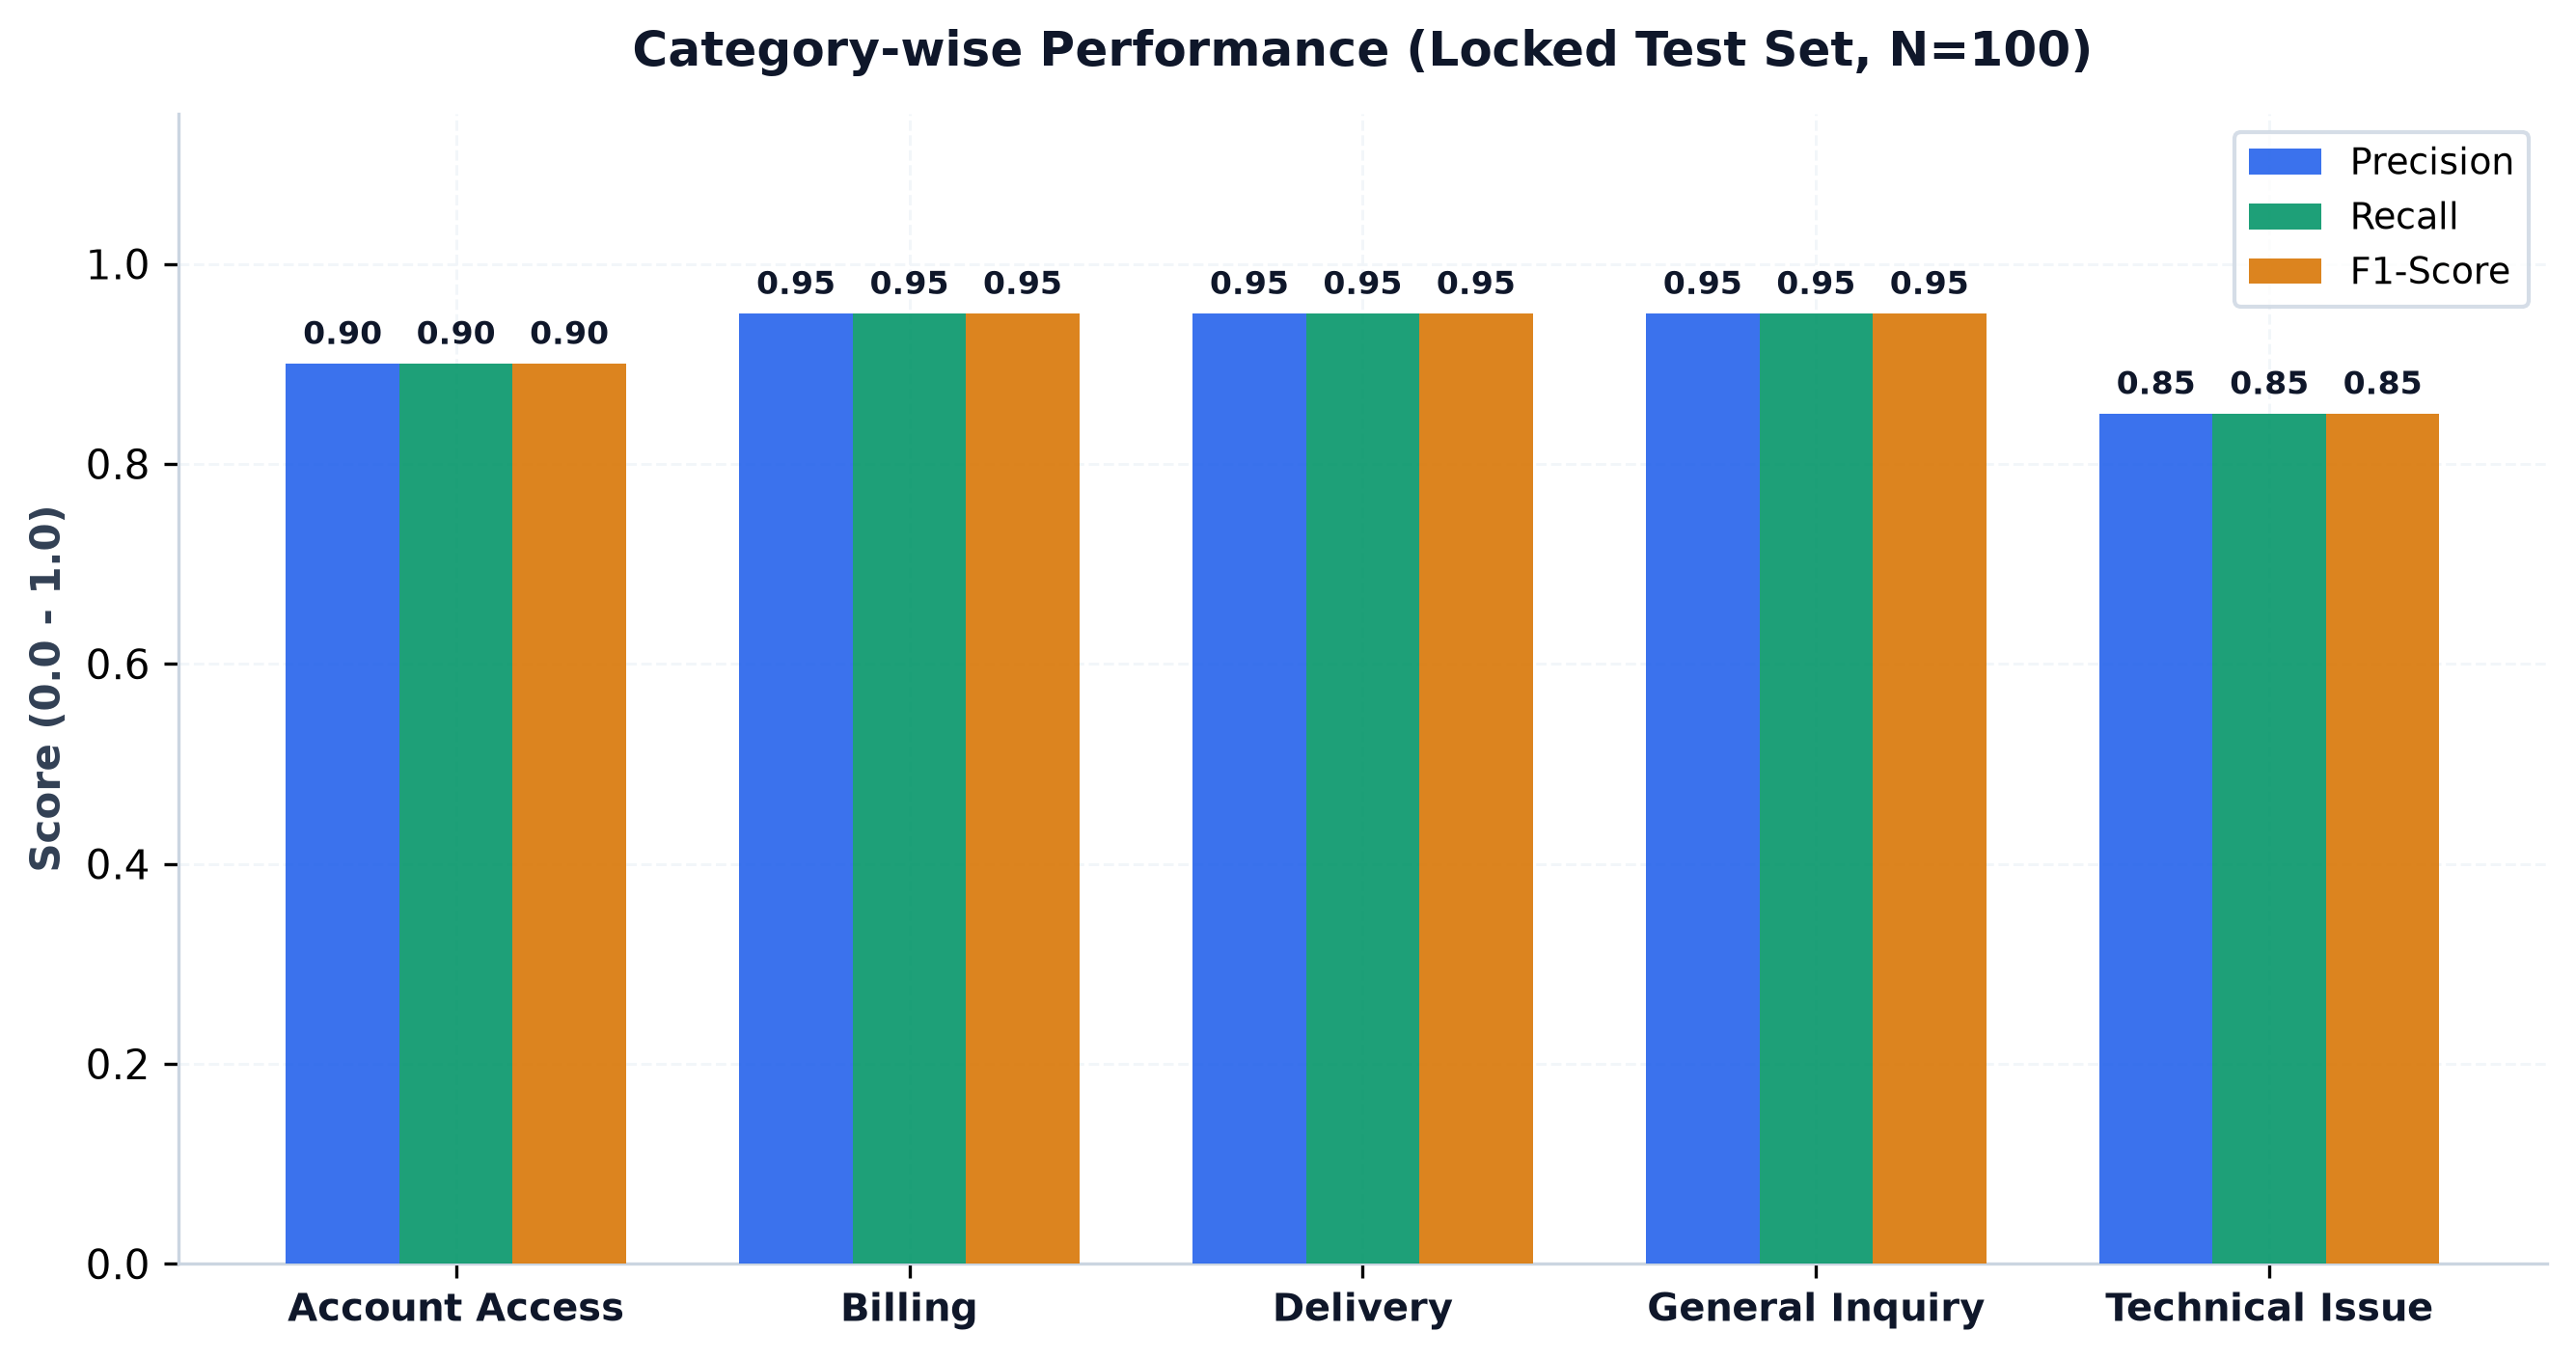 Category-wise Performance (Locked Test Set, N=100)
Precision
Recall
F1-Score
Score (0.0 - 1.0)
1.0
0.8
0.6
0.4
0.2
0.0
0.90 0.90 0.90
0.95 0.95 0.95
0.95 0.95 0.95
0.95 0.95 0.95
0.85 0.85 0.85
Account Access
Billing
Delivery
General Inquiry
Technical Issue